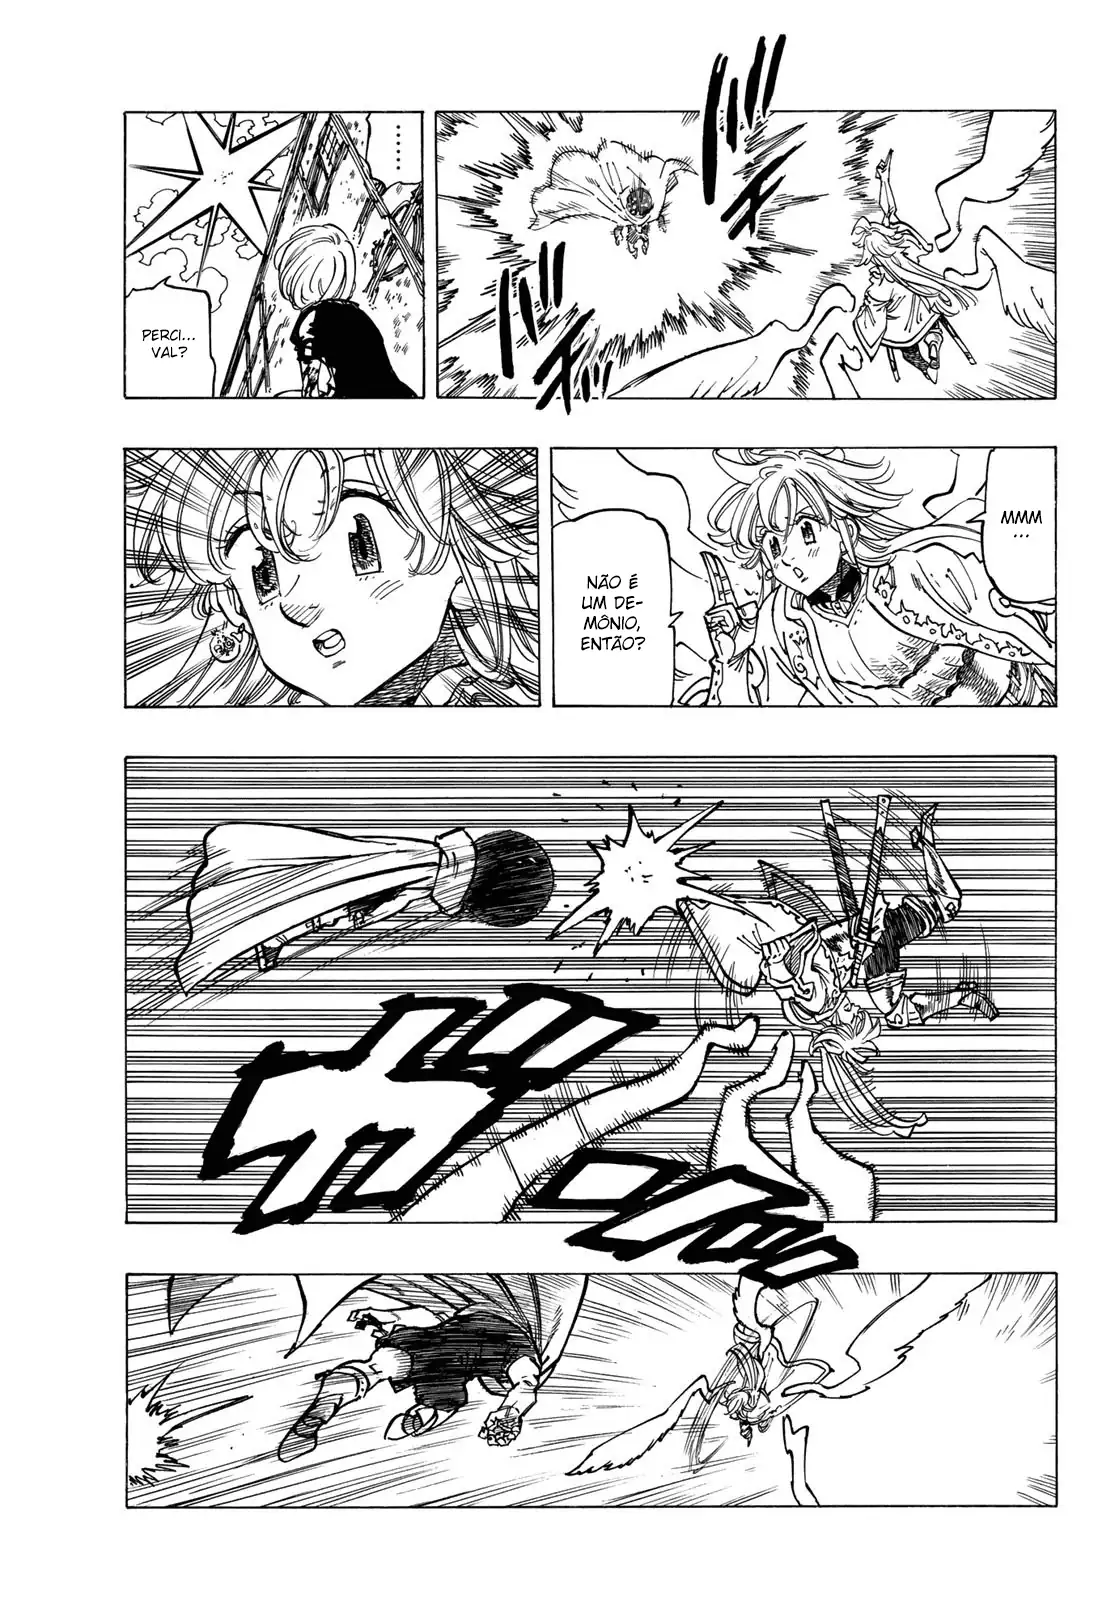 ……
PERCI...
VAL?
MMM
...
NÃO É
UM DE-
MÔNIO,
ENTÃO?